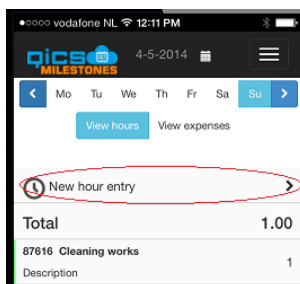 vodafone NL 12:11 PM
QICS
MILESTONES
4-5-2014
Mo Tu We Th Fr Sa Su
View hours View expenses
New hour entry
Total 1.00
87616 Cleaning works
1
Description